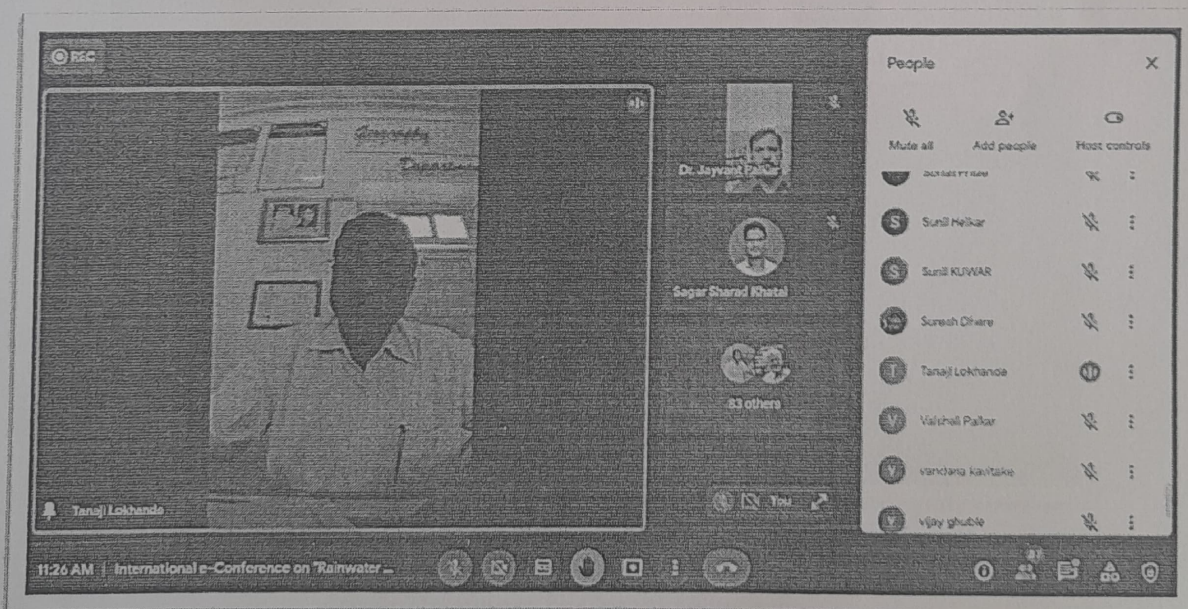 REC
Geography
Dr. Jayvant
Sagar Sharad Khatal
83 others
You
Tanaji Lokhande
11:26 AM | International e-Conference on "Rainwater ...
87
People
Mute all
Add people
Host controls
S Sunil Helkar
S Sunil KUWAR
Suresh Dhere
T Tanaji Lokhande
V Vaishali Palkar
V vandana kavitake
V vijay ghuble